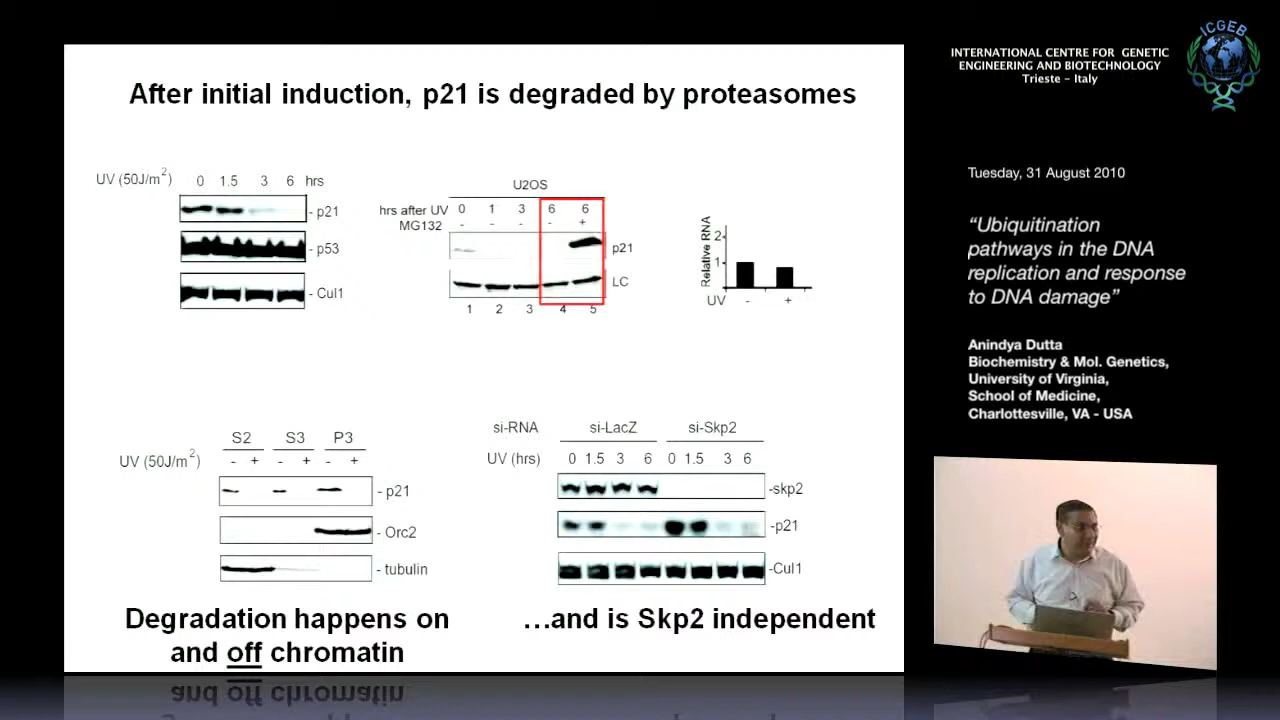 After initial induction, p21 is degraded by proteasomes
UV (50J/m2) 0 1.5 3 6 hrs
- p21
- p53
- Cul1
U2OS
hrs after UV 0 1 3 6 6
MG132 - - - - +
p21
LC
1 2 3 4 5
Relative RNA
2
1
UV - +
S2 S3 P3
UV (50J/m2) - + - + - +
- p21
- Orc2
- tubulin
Degradation happens on
and off chromatin
si-RNA si-LacZ si-Skp2
UV (hrs) 0 1.5 3 6 0 1.5 3 6
-skp2
-p21
-Cul1
…and is Skp2 independent
INTERNATIONAL CENTRE FOR GENETIC
ENGINEERING AND BIOTECHNOLOGY
Trieste - Italy
ICGEB
Tuesday, 31 August 2010
“Ubiquitination
pathways in the DNA
replication and response
to DNA damage”
Anindya Dutta
Biochemistry & Mol. Genetics,
University of Virginia,
School of Medicine,
Charlottesville, VA - USA